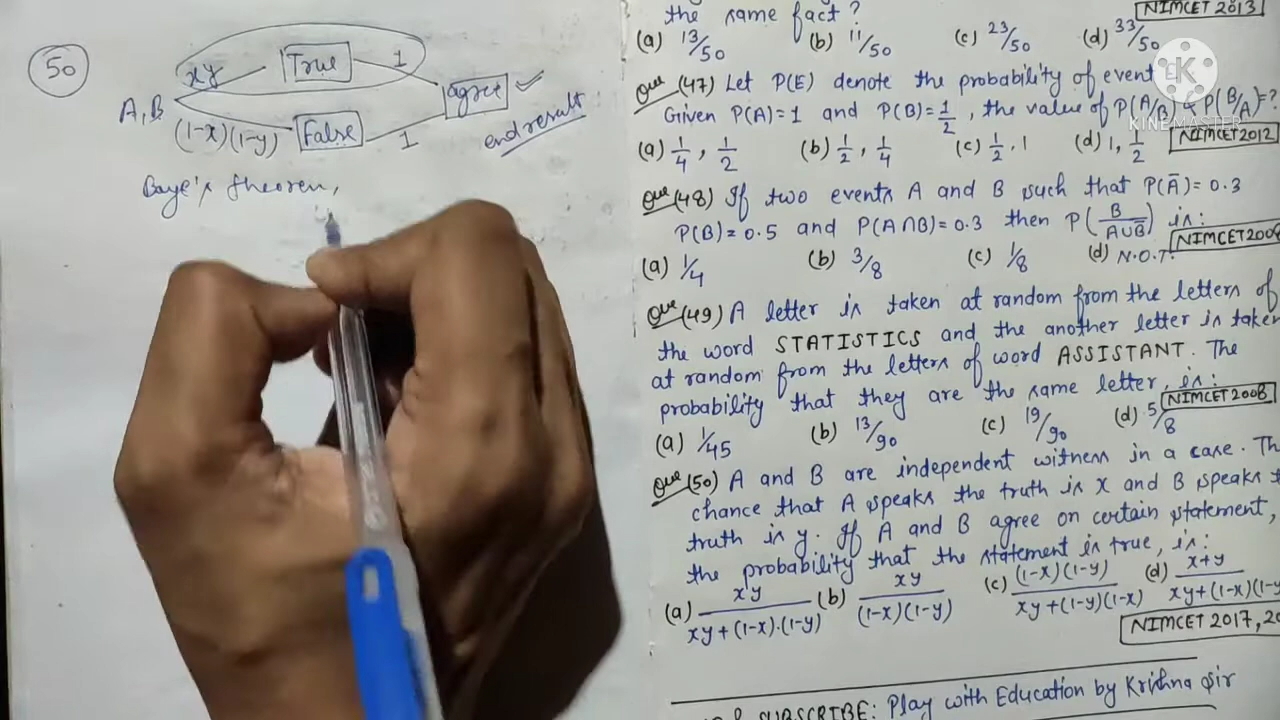 50
xy True 1
A, B agree ✓
(1-x)(1-y) False 1 end result
Baye's theorem,
the same fact? NIMCET 2013
(a) 13/50 (b) 11/50 (c) 23/50 (d) 33/50
Que (47) Let P(E) denote the probability of event
Given P(A)=1 and P(B)=1/2, the value of P(A/B) & P(B/A)=?
(a) 1/4, 1/2 (b) 1/2, 1/4 (c) 1/2, 1 (d) 1, 1/2 NIMCET 2012
Que (48) If two events A and B such that P(Ā)=0.3
P(B)=0.5 and P(A∩B)=0.3 then P(B/A∪B̄) is:
NIMCET 2008
(a) 1/4 (b) 3/8 (c) 1/8 (d) N.O.T.
Que (49) A letter is taken at random from the letters of
the word STATISTICS and the another letter is taken
at random from the letters of word ASSISTANT. The
probability that they are the same letter, is:
NIMCET 2008
(a) 1/45 (b) 13/90 (c) 19/90 (d) 5/8
Que (50) A and B are independent witness in a case. Th
chance that A speaks the truth is x and B speaks t
truth is y. If A and B agree on certain statement,
the probability that the statement is true, is:
(a) xy/xy+(1-x).(1-y) (b) xy/(1-x)(1-y) (c) (1-x)(1-y)/xy+(1-y)(1-x) (d) x+y/xy+(1-x)(1-y
NIMCET 2017, 20
SUBSCRIBE: Play with Education by Krishna Sir
K
KINEMASTER